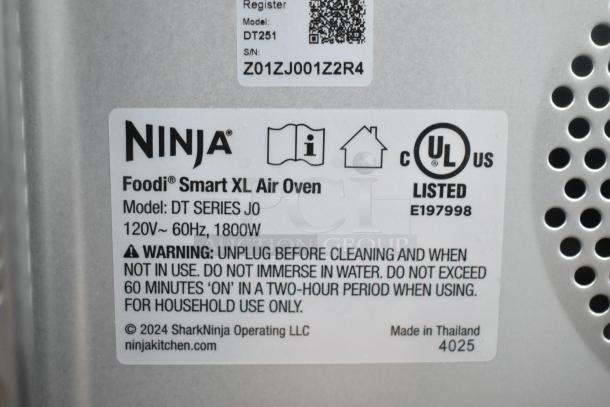 Register
Model:
DT251
S/N:
Z01ZJ001Z2R4
NINJA®
C UL US
LISTED
E197998
Foodi® Smart XL Air Oven
Model: DT SERIES J0
120V~ 60Hz, 1800W
PCI
AUCTION GROUP
⚠ WARNING: UNPLUG BEFORE CLEANING AND WHEN
NOT IN USE. DO NOT IMMERSE IN WATER. DO NOT EXCEED
60 MINUTES 'ON' IN A TWO-HOUR PERIOD WHEN USING.
FOR HOUSEHOLD USE ONLY.
© 2024 SharkNinja Operating LLC
ninjakitchen.com
Made in Thailand
4025